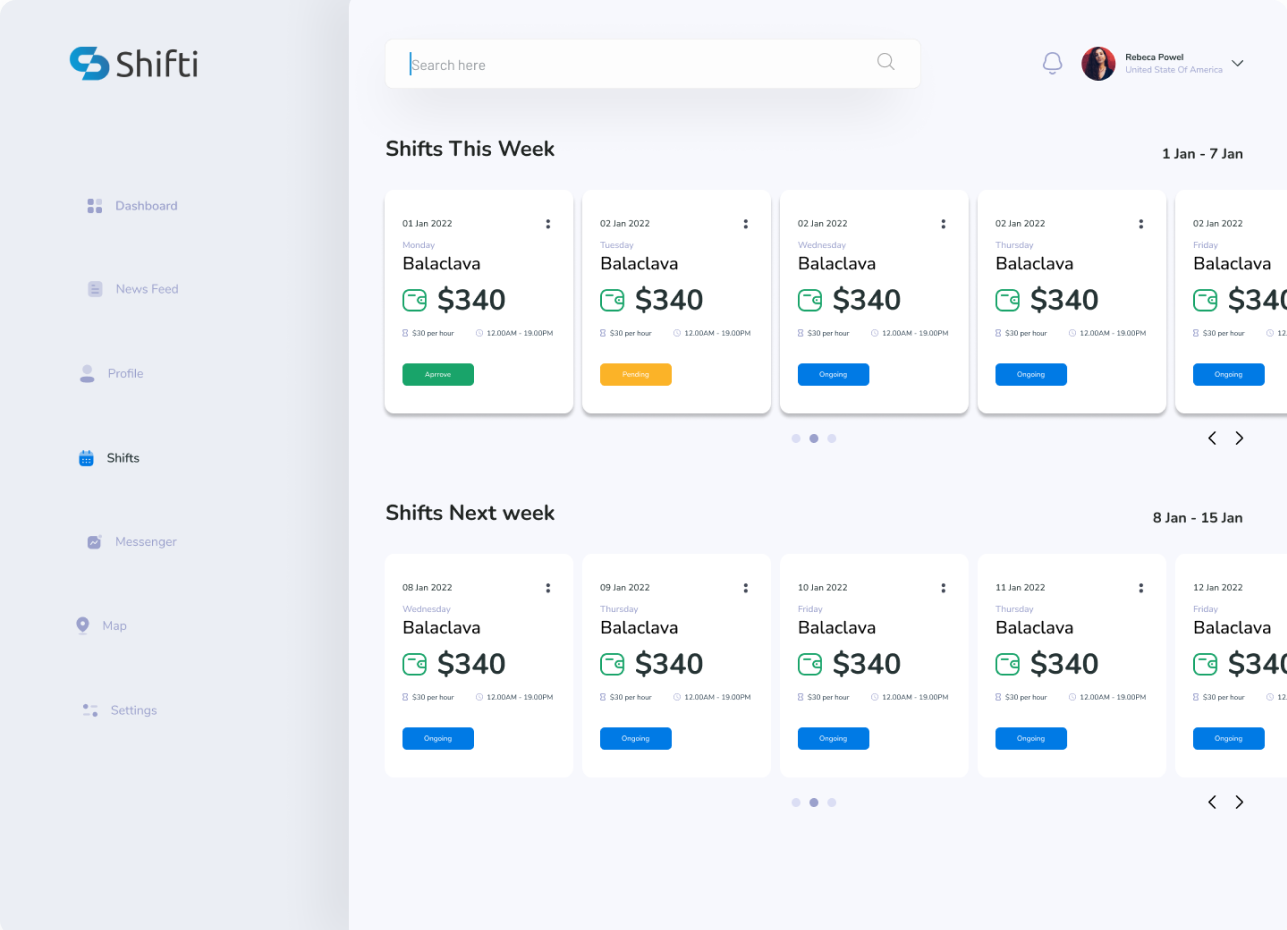 Shifti
Search here
Rebeca Powel
United State Of America
Dashboard
News Feed
Profile
Shifts
Messenger
Map
Settings
Shifts This Week
1 Jan - 7 Jan
01 Jan 2022
Monday
Balaclava
$340
$30 per hour
12.00AM - 19.00PM
Aprrove
02 Jan 2022
Tuesday
Balaclava
$340
$30 per hour
12.00AM - 19.00PM
Pending
02 Jan 2022
Wednesday
Balaclava
$340
$30 per hour
12.00AM - 19.00PM
Ongoing
02 Jan 2022
Thursday
Balaclava
$340
$30 per hour
12.00AM - 19.00PM
Ongoing
02 Jan 2022
Friday
Balaclava
$340
$30 per hour
12.
Ongoing
Shifts Next week
8 Jan - 15 Jan
08 Jan 2022
Wednesday
Balaclava
$340
$30 per hour
12.00AM - 19.00PM
Ongoing
09 Jan 2022
Thursday
Balaclava
$340
$30 per hour
12.00AM - 19.00PM
Ongoing
10 Jan 2022
Friday
Balaclava
$340
$30 per hour
12.00AM - 19.00PM
Ongoing
11 Jan 2022
Thursday
Balaclava
$340
$30 per hour
12.00AM - 19.00PM
Ongoing
12 Jan 2022
Friday
Balaclava
$340
$30 per hour
12.
Ongoing